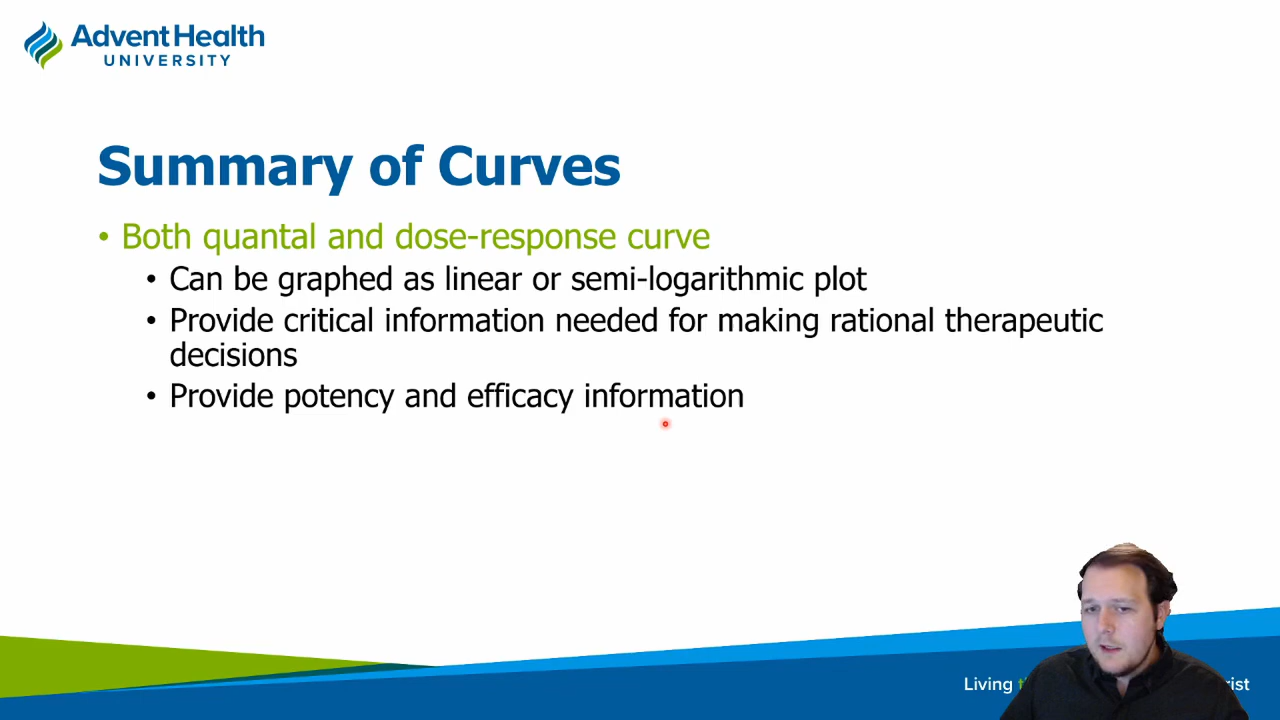 AdventHealth
UNIVERSITY
Summary of Curves
• Both quantal and dose-response curve
• Can be graphed as linear or semi-logarithmic plot
• Provide critical information needed for making rational therapeutic
decisions
• Provide potency and efficacy information
Living